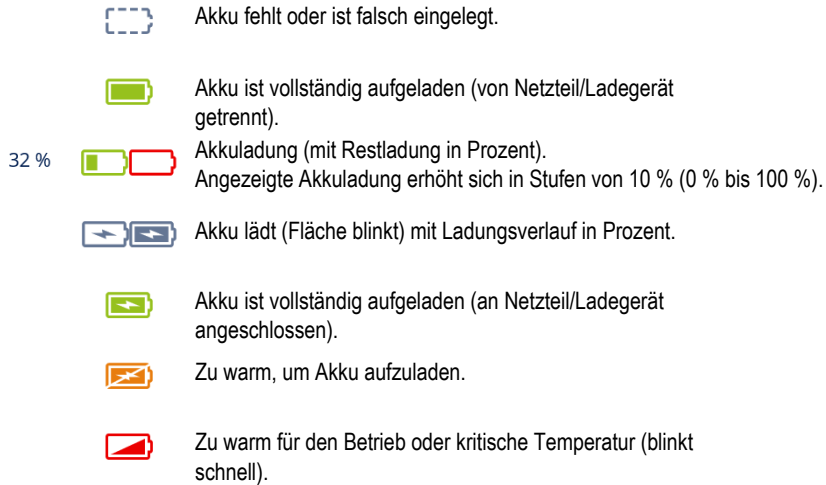 Akku fehlt oder ist falsch eingelegt.
Akku ist vollständig aufgeladen (von Netzteil/Ladegerät
getrennt).
32 %
Akkuladung (mit Restladung in Prozent).
Angezeigte Akkuladung erhöht sich in Stufen von 10 % (0 % bis 100 %).
Akku lädt (Fläche blinkt) mit Ladungsverlauf in Prozent.
Akku ist vollständig aufgeladen (an Netzteil/Ladegerät
angeschlossen).
Zu warm, um Akku aufzuladen.
Zu warm für den Betrieb oder kritische Temperatur (blinkt
schnell).